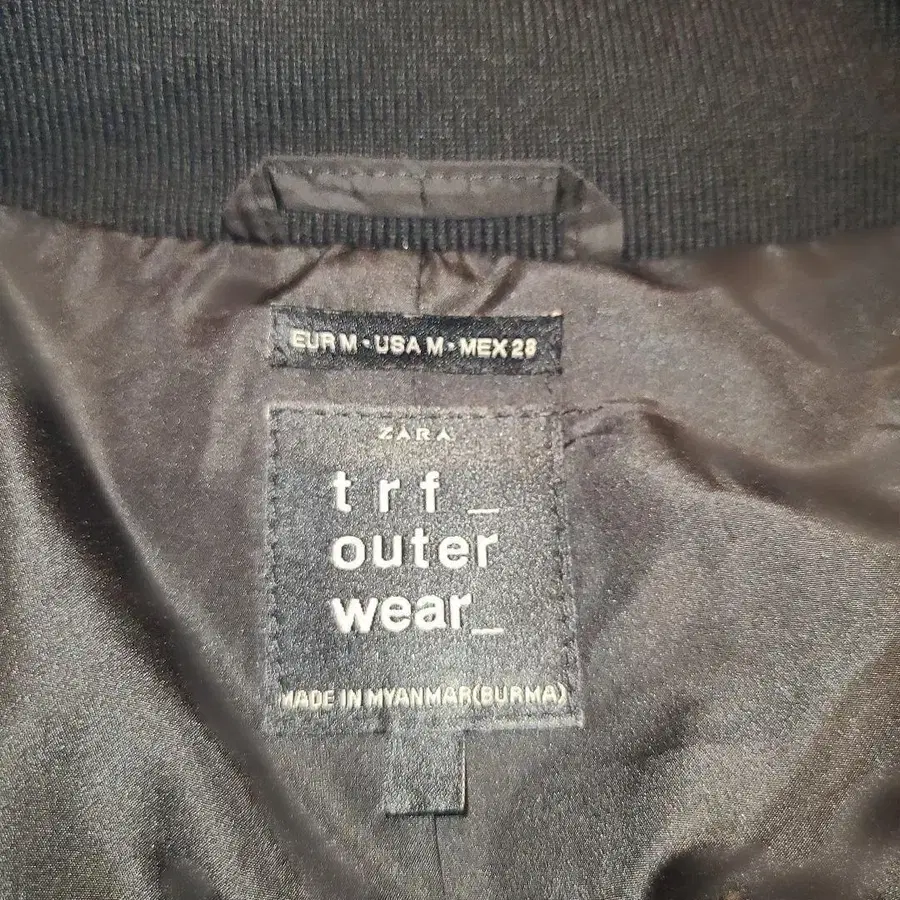 EUR M • USA M • MEX 28
ZARA
trf_
outer
wear_
MADE IN MYANMAR (BURMA)